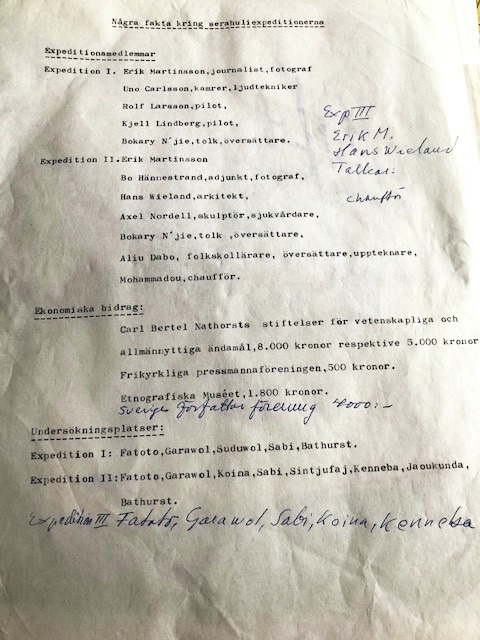 Några fakta kring serahuliexpeditionerna
Expeditionsmedlemmar
Expedition I. Erik Martinsson,journalist,fotograf
Uno Carlsson,kamrer,ljudtekniker
Rolf Larsson,pilot,
Kjell Lindberg,pilot,
Bokary N´jie,tolk,översättare.
Exp III
Erik M.
Hans Wieland
chaufför
Expedition II.Erik Martinsson
Bo Hännestrand,adjunkt,fotograf,
Hans Wieland,arkitekt,
Axel Nordell,skulptör,sjukvårdare,
Bokary N´jie,tolk ,översättare,
Aliu Dabo, folkskollärare, översättare,uppteknare,
Mohammadou,chaufför.
Ekonomiska bidrag:
Carl Bertel Nathorsts stiftelser för vetenskapliga och
allmännyttiga ändamål,8.000 kronor respektive 5.000 kronor
Frikyrkliga pressmannaföreningen,500 kronor.
Etnografiska Muséet,1.800 kronor.
Sverige författar förening 4000:-
Undersökningsplatser:
Expedition I: Fatoto,Garawol,Suduwol,Sabi,Bathurst.
Expedition II:Fatoto,Garawol,Koina,Sabi,Sintjufaj,Kenneba,Jaoukunda,
Bathurst.
Expedition III Fatoto, Garawol, Sabi, Koina, Kenneba